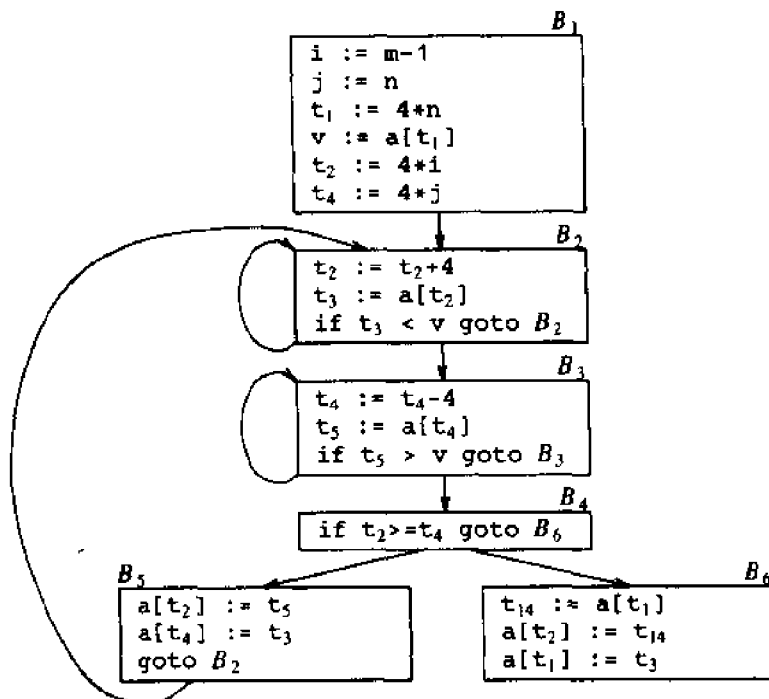 B₁
i := m-1
j := n
t₁ := 4*n
v := a[t₁]
t₂ := 4*i
t₄ := 4*j
B₂
t₂ := t₂+4
t₃ := a[t₂]
if t₃ < v goto B₂
B₃
t₄ := t₄-4
t₅ := a[t₄]
if t₅ > v goto B₃
B₄
if t₂>=t₄ goto B₆
B₅
a[t₂] := t₅
a[t₄] := t₃
goto B₂
B₆
t₁₄ := a[t₁]
a[t₂] := t₁₄
a[t₁] := t₃